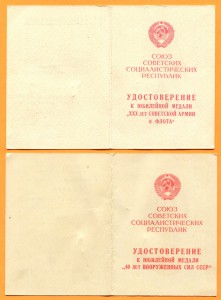 СОЮЗ
СОВЕТСКИХ
СОЦИАЛИСТИЧЕСКИХ
РЕСПУБЛИК
УДОСТОВЕРЕНИЕ
К ЮБИЛЕЙНОЙ МЕДАЛИ
„XXX ЛЕТ СОВЕТСКОЙ АРМИИ
И ФЛОТА“
СОЮЗ
СОВЕТСКИХ
СОЦИАЛИСТИЧЕСКИХ
РЕСПУБЛИК
УДОСТОВЕРЕНИЕ
К ЮБИЛЕЙНОЙ МЕДАЛИ
„40 ЛЕТ ВООРУЖЕННЫХ СИЛ СССР“